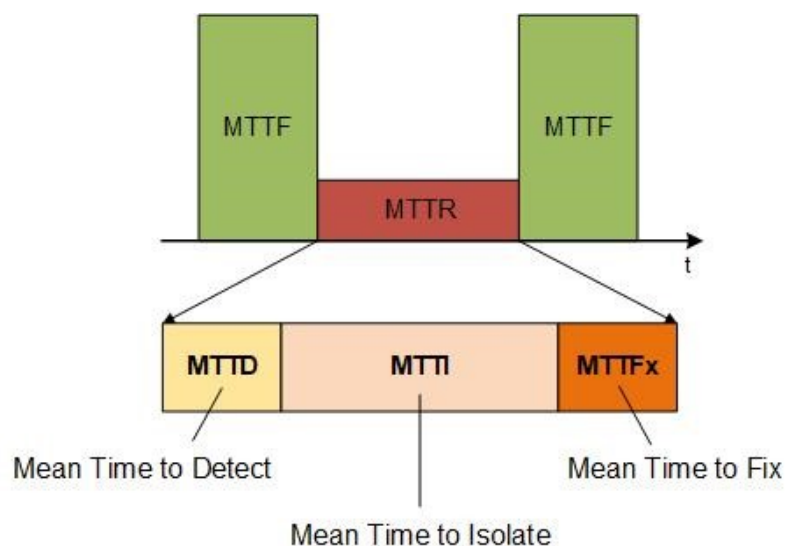 MTTF
MTTF
MTTR
t
MTTD
MTTI
MTTFx
Mean Time to Detect
Mean Time to Fix
Mean Time to Isolate